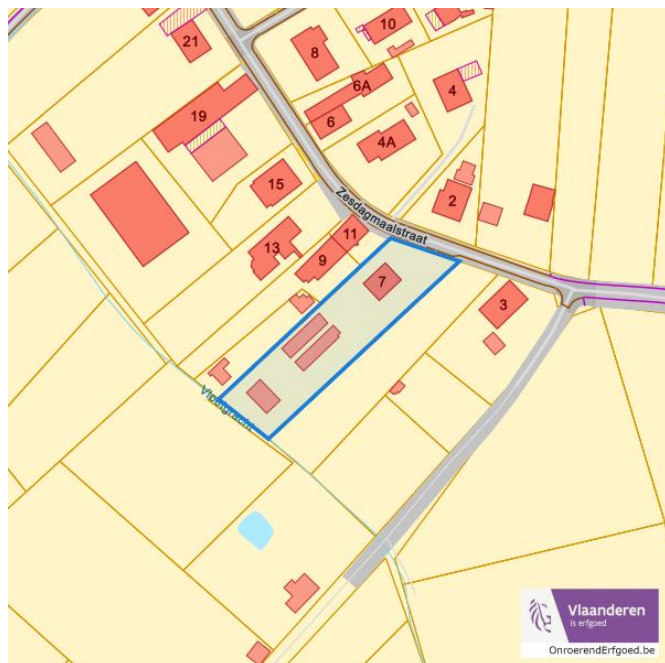 21
10
8
19
6A
4
6
4A
15
Zesdagmaalstraat
2
11
13
9
7
3
Vloetgracht
Vlaanderen
is erfgoed
OnroerendErfgoed.be